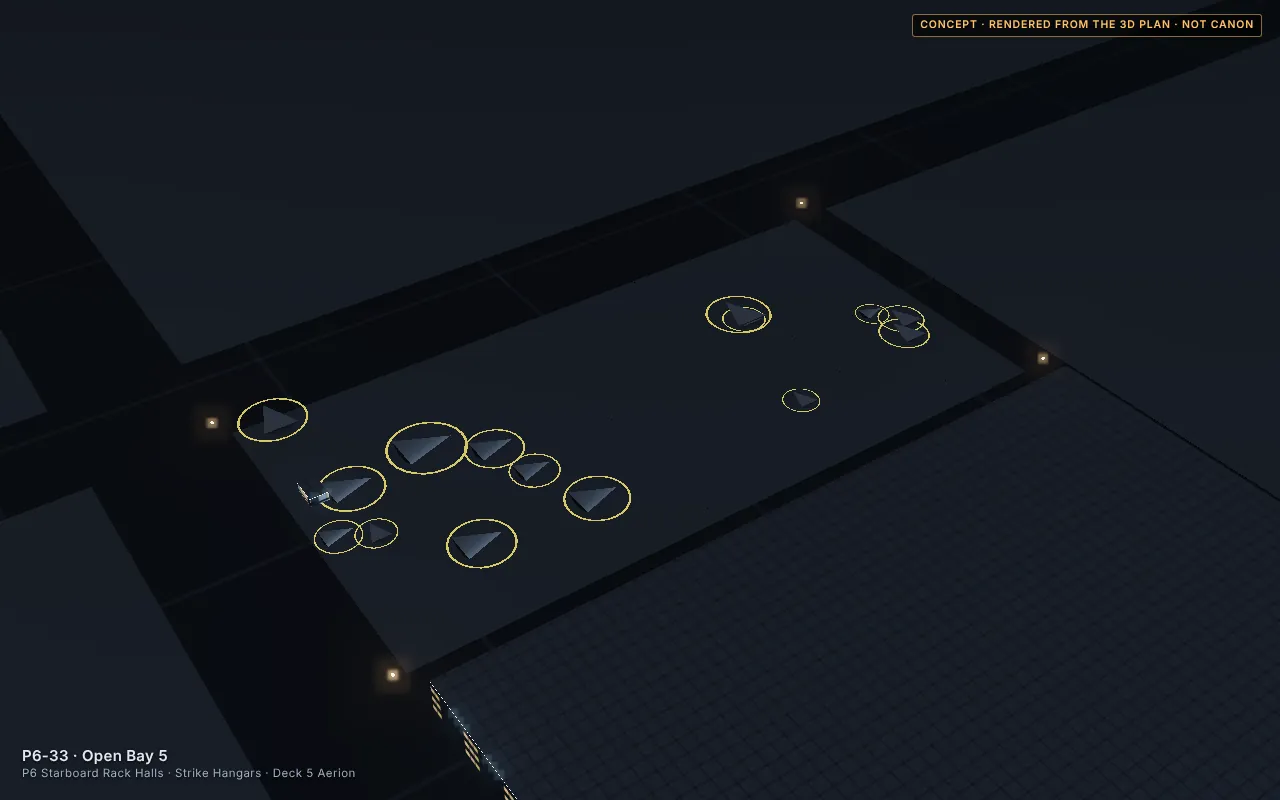 CONCEPT · RENDERED FROM THE 3D PLAN · NOT CANON
P6-33 · Open Bay 5
P6 Starboard Rack Halls · Strike Hangars · Deck 5 Aerion